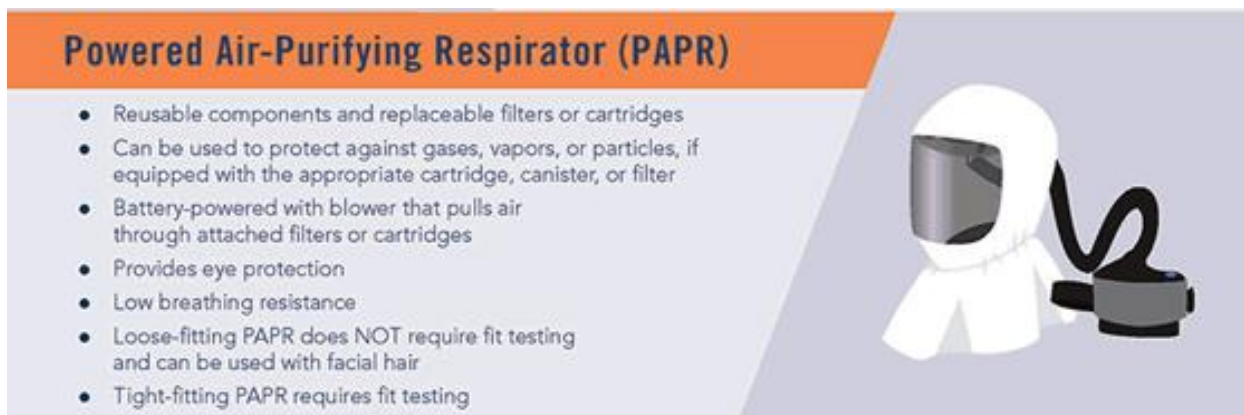 Powered Air-Purifying Respirator (PAPR)
● Reusable components and replaceable filters or cartridges
● Can be used to protect against gases, vapors, or particles, if
equipped with the appropriate cartridge, canister, or filter
● Battery-powered with blower that pulls air
through attached filters or cartridges
● Provides eye protection
● Low breathing resistance
● Loose-fitting PAPR does NOT require fit testing
and can be used with facial hair
● Tight-fitting PAPR requires fit testing